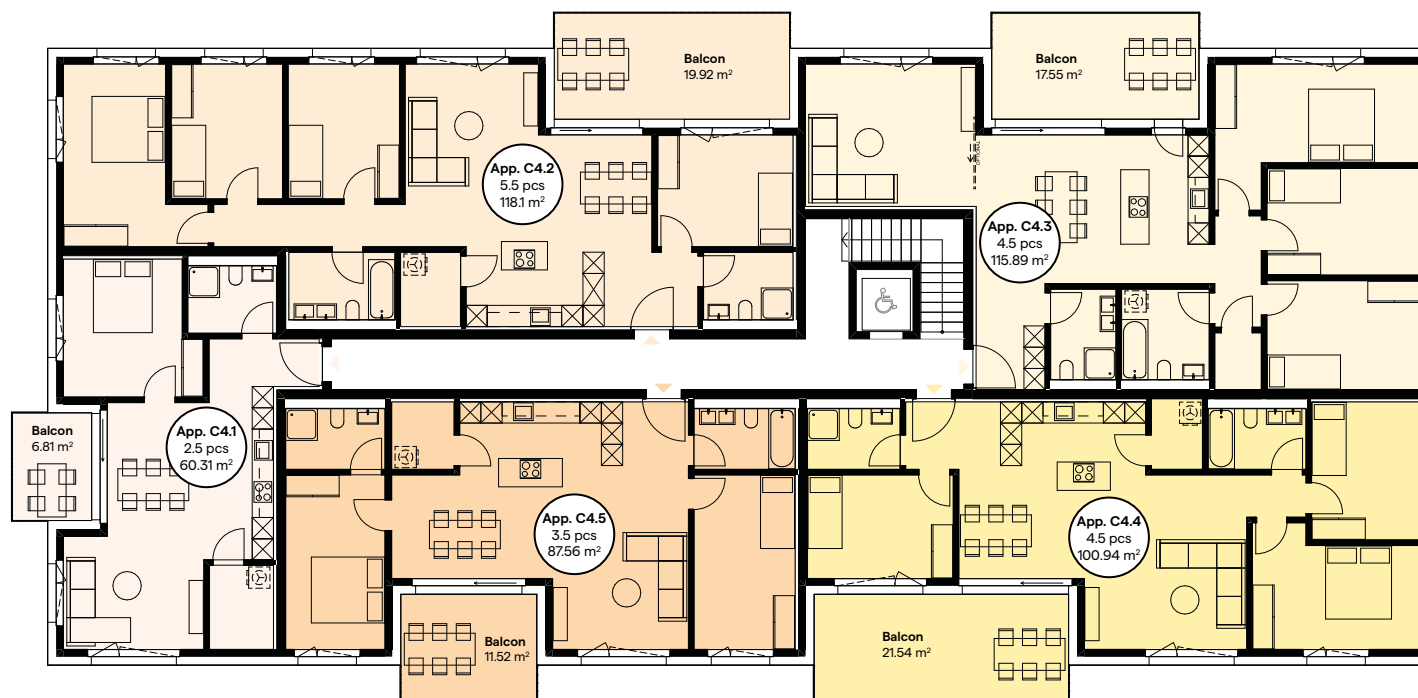 Balcon
19.92 m²
Balcon
17.55 m²
App. C4.2
5.5 pcs
118.1 m²
App. C4.3
4.5 pcs
115.89 m²
Balcon
6.81 m²
App. C4.1
2.5 pcs
60.31 m²
App. C4.5
3.5 pcs
87.56 m²
App. C4.4
4.5 pcs
100.94 m²
Balcon
11.52 m²
Balcon
21.54 m²